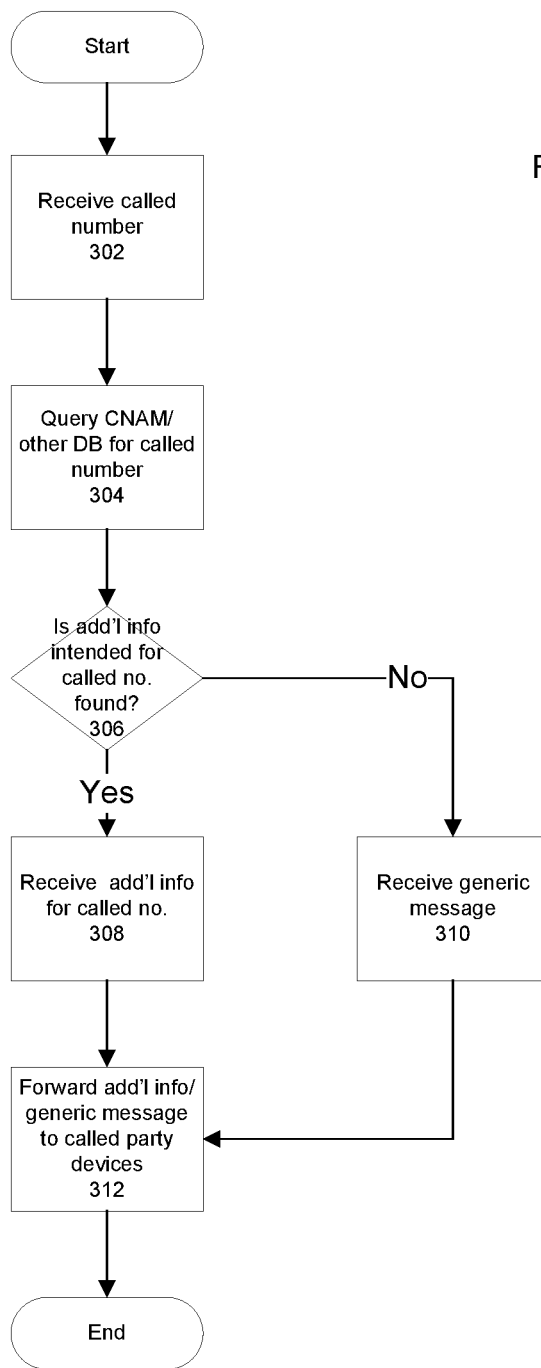 Start
F
Receive called
number
302
Query CNAM/
other DB for called
number
304
Is add'l info
intended for
called no.
found?
306
No
Yes
Receive add'l info
for called no.
308
Receive generic
message
310
Forward add'l info/
generic message
to called party
devices
312
End